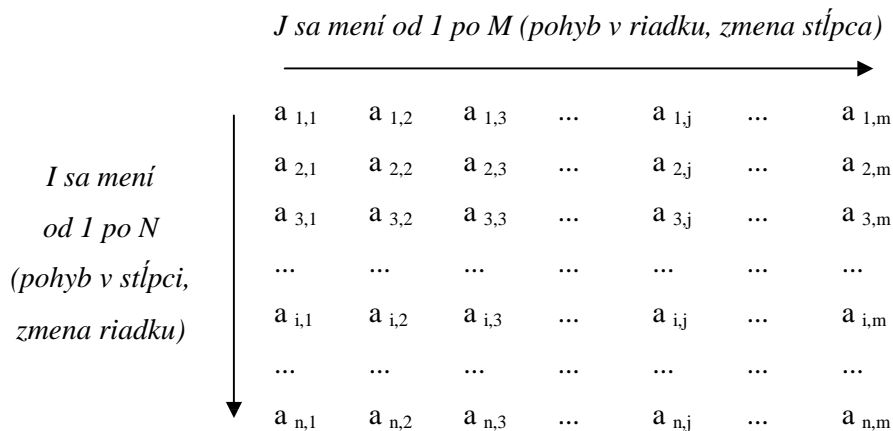 J sa mení od 1 po M (pohyb v riadku, zmena stĺpca)
a 1,1 a 1,2 a 1,3 ... a 1,j ... a 1,m
a 2,1 a 2,2 a 2,3 ... a 2,j ... a 2,m
a 3,1 a 3,2 a 3,3 ... a 3,j ... a 3,m
... ... ... ... ... ... ...
a i,1 a i,2 a i,3 ... a i,j ... a i,m
... ... ... ... ... ... ...
a n,1 a n,2 a n,3 ... a n,j ... a n,m
I sa mení
od 1 po N
(pohyb v stĺpci,
zmena riadku)